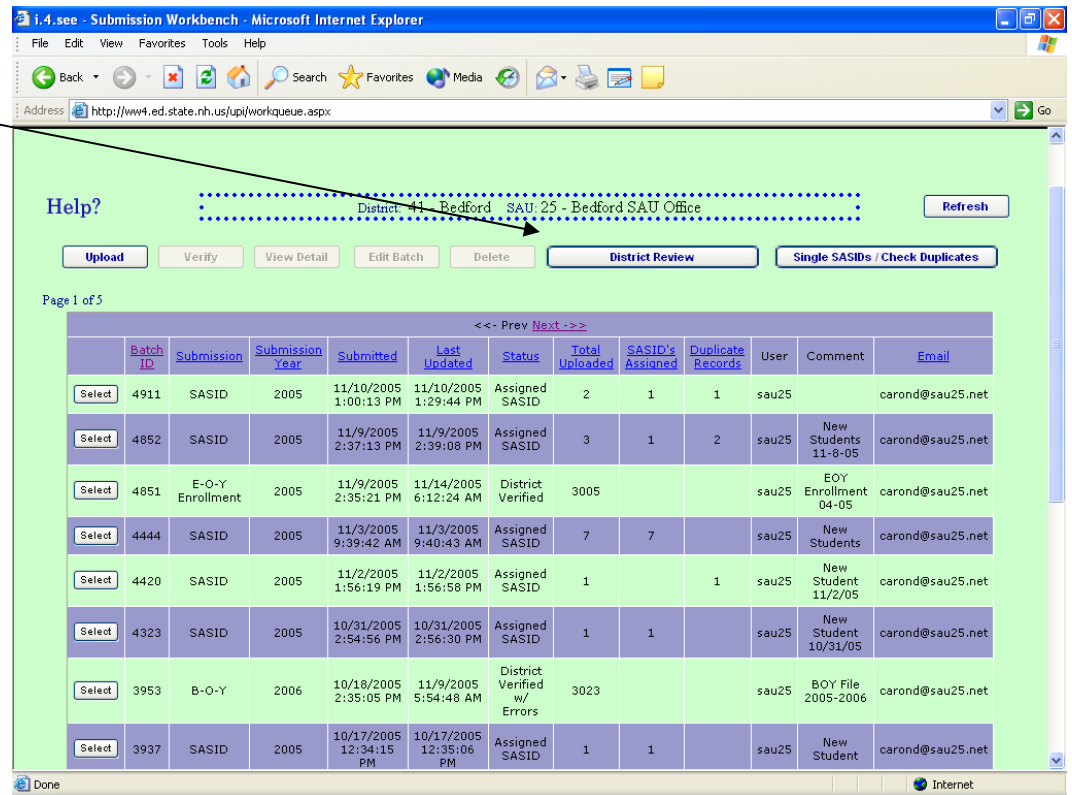 i.4.see - Submission Workbench - Microsoft Internet Explorer
File Edit View Favorites Tools Help
Back Search Favorites Media
Address http://ww4.ed.state.nh.us/upi/workqueue.aspx Go
Help? District: 41 - Bedford SAU: 25 - Bedford SAU Office Refresh
Upload Verify View Detail Edit Batch Delete District Review Single SASIDs / Check Duplicates
Page 1 of 5
<<- Prev Next ->>
Batch ID Submission Submission Year Submitted Last Updated Status Total Uploaded SASID's Assigned Duplicate Records User Comment Email
Select 4911 SASID 2005 11/10/2005 1:00:13 PM 11/10/2005 1:29:44 PM Assigned SASID 2 1 1 sau25 carond@sau25.net
Select 4852 SASID 2005 11/9/2005 2:37:13 PM 11/9/2005 2:39:08 PM Assigned SASID 3 1 2 sau25 New Students 11-8-05 carond@sau25.net
Select 4851 E-O-Y Enrollment 2005 11/9/2005 2:35:21 PM 11/14/2005 6:12:24 AM District Verified 3005 sau25 EOY Enrollment 04-05 carond@sau25.net
Select 4444 SASID 2005 11/3/2005 9:39:42 AM 11/3/2005 9:40:43 AM Assigned SASID 7 7 sau25 New Students carond@sau25.net
Select 4420 SASID 2005 11/2/2005 1:56:19 PM 11/2/2005 1:56:58 PM Assigned SASID 1 1 sau25 New Student 11/2/05 carond@sau25.net
Select 4323 SASID 2005 10/31/2005 2:54:56 PM 10/31/2005 2:56:30 PM Assigned SASID 1 1 sau25 New Student 10/31/05 carond@sau25.net
Select 3953 B-O-Y 2006 10/18/2005 2:35:05 PM 11/9/2005 5:54:48 AM District Verified w/ Errors 3023 sau25 BOY File 2005-2006 carond@sau25.net
Select 3937 SASID 2005 10/17/2005 12:34:15 PM 10/17/2005 12:35:06 PM Assigned SASID 1 1 sau25 New Student carond@sau25.net
Done Internet